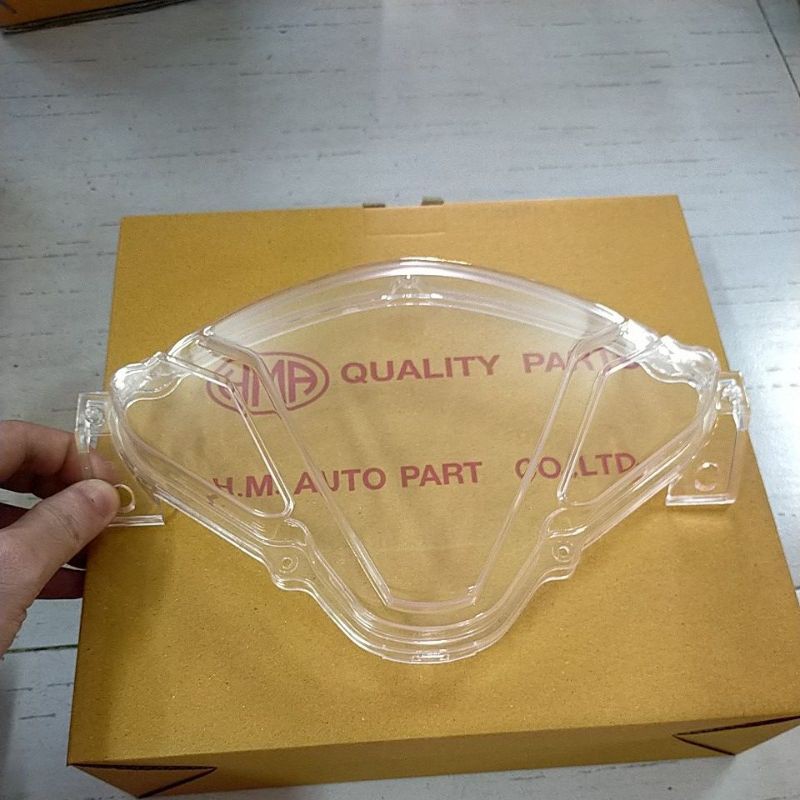 HMA QUALITY PARTS
H.M. AUTO PART CO.,LTD.